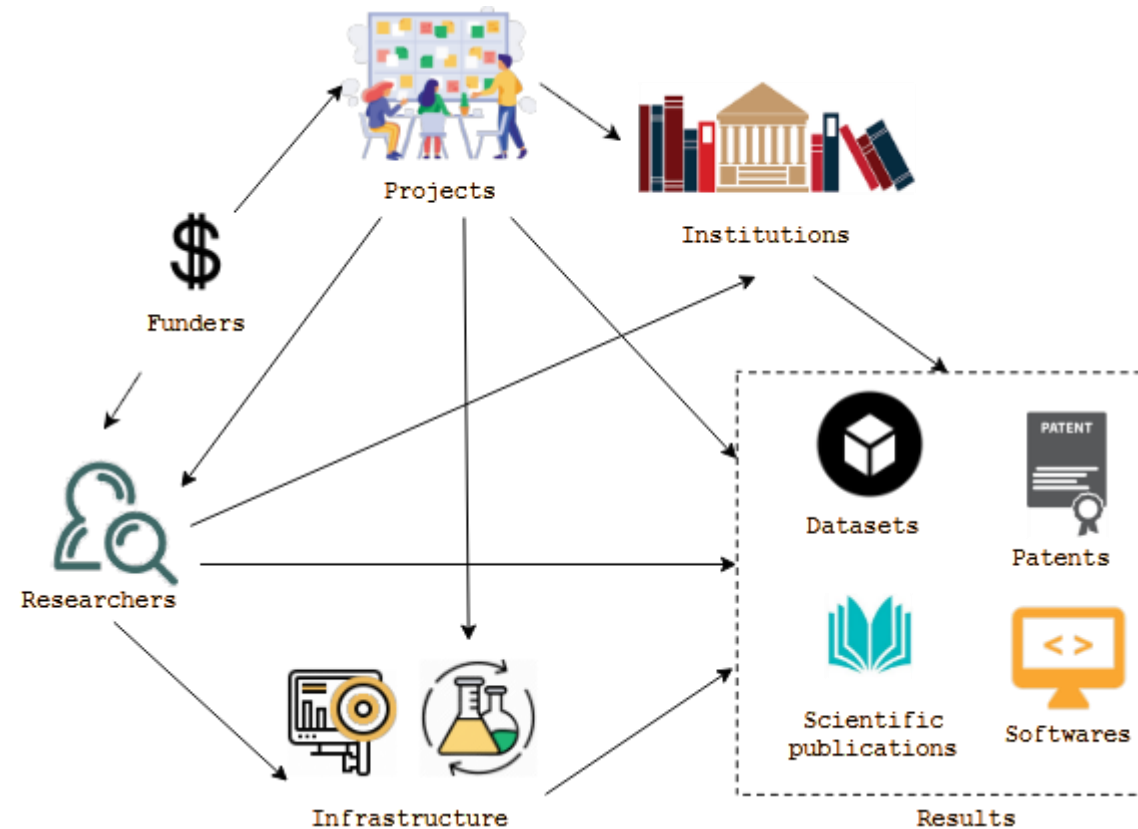 Projects
Institutions
$
Funders
Researchers
Datasets
PATENT
Patents
Scientific
publications
< >
Softwares
Infrastructure
Results